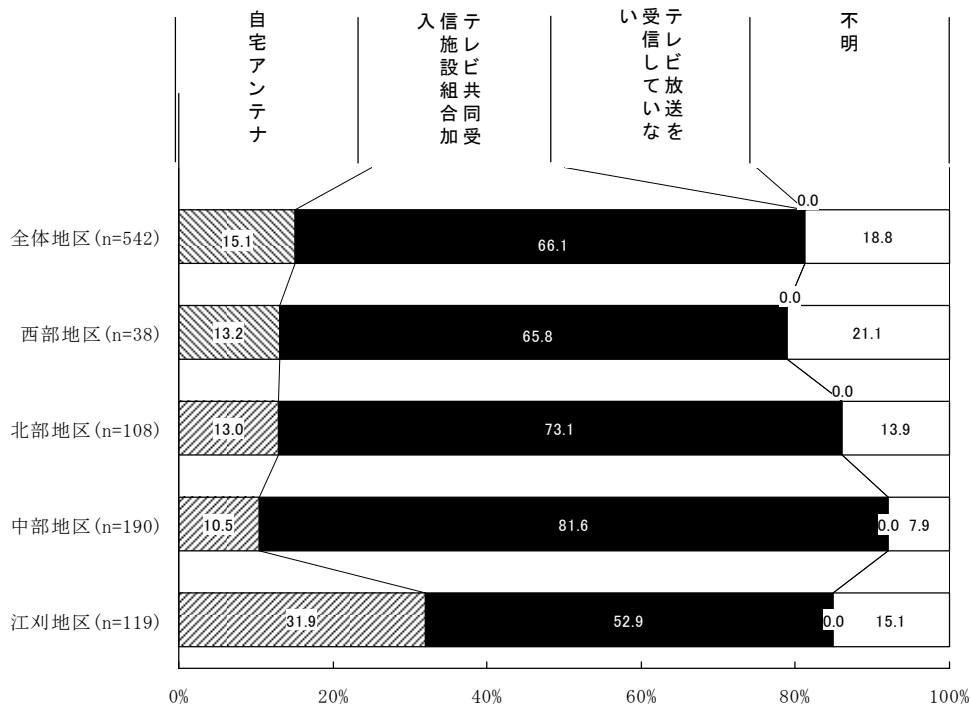 自宅アンテナ
テレビ共同受
信施設組合加
入
テレビ放送を
受信していな
い
不明
0.0
全体地区(n=542) 15.1 66.1 18.8
0.0
西部地区(n=38) 13.2 65.8 21.1
0.0
北部地区(n=108) 13.0 73.1 13.9
中部地区(n=190) 10.5 81.6 0.0 7.9
江刈地区(n=119) 31.9 52.9 0.0 15.1
0% 20% 40% 60% 80% 100%